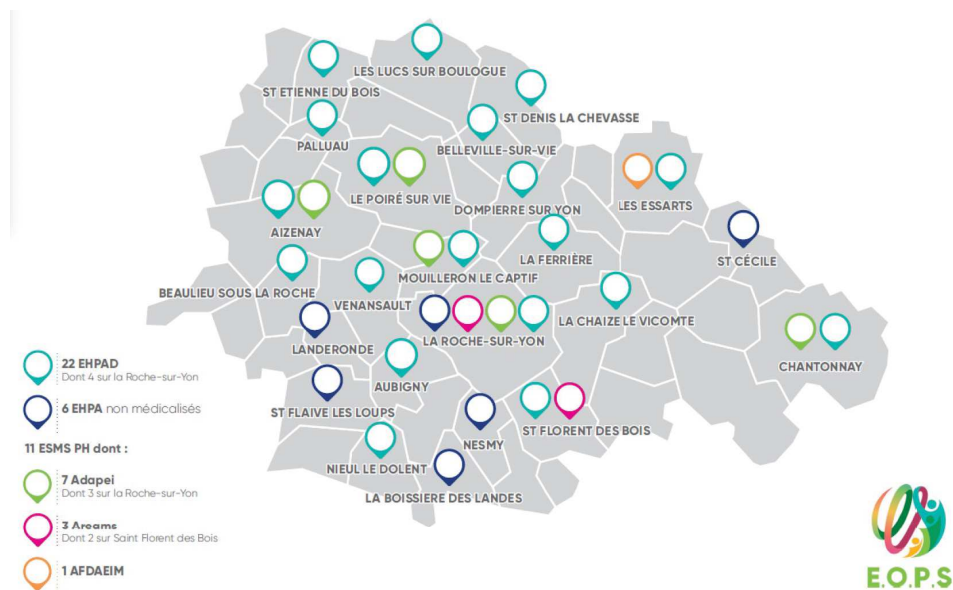 LES LUCS SUR BOULOGUE
ST ETIENNE DU BOIS
ST DENIS LA CHEVASSE
PALLUAU
BELLEVILLE-SUR-VIE
LE POIRÉ SUR VIE
DOMPIERRE SUR YON
LES ESSARTS
AIZENAY
LA FERRIÈRE
ST CÉCILE
MOUILLERON LE CAPTIF
BEAULIEU SOUS LA ROCHE
VENANSAULT
LA CHAIZE LE VICOMTE
LA ROCHE-SUR-YON
LANDERONDE
CHANTONNAY
AUBIGNY
ST FLAIVE LES LOUPS
ST FLORENT DES BOIS
NESMY
NIEUL LE DOLENT
LA BOISSIERE DES LANDES
22 EHPAD
Dont 4 sur la Roche-sur-Yon
6 EHPA non médicalisés
11 ESMS PH dont :
7 Adapei
Dont 3 sur la Roche-sur-Yon
3 Areams
Dont 2 sur Saint Florent des Bois
1 AFDAEIM
E.O.P.S